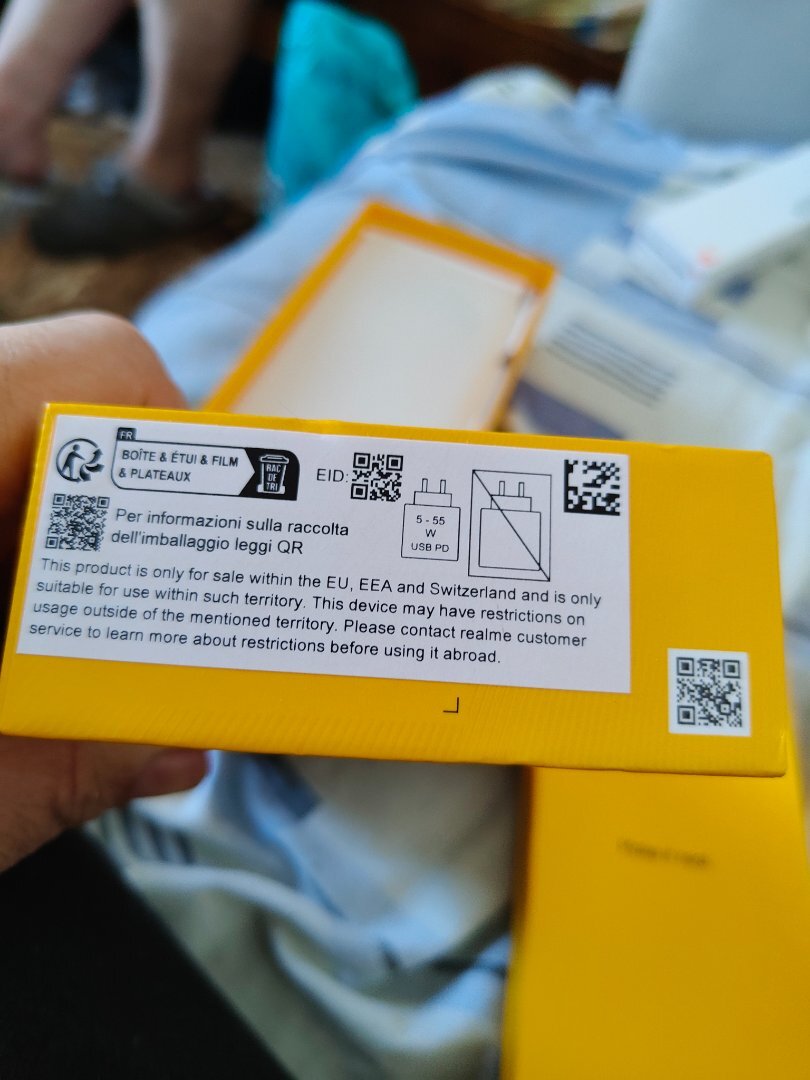 FR
BOÎTE & ÉTUI & FILM
& PLATEAUX
BAC
DE
TRI
EID:
5 - 55
W
USB PD
Per informazioni sulla raccolta
dell'imballaggio leggi QR
This product is only for sale within the EU, EEA and Switzerland and is only
suitable for use within such territory. This device may have restrictions on
usage outside of the mentioned territory. Please contact realme customer
service to learn more about restrictions before using it abroad.